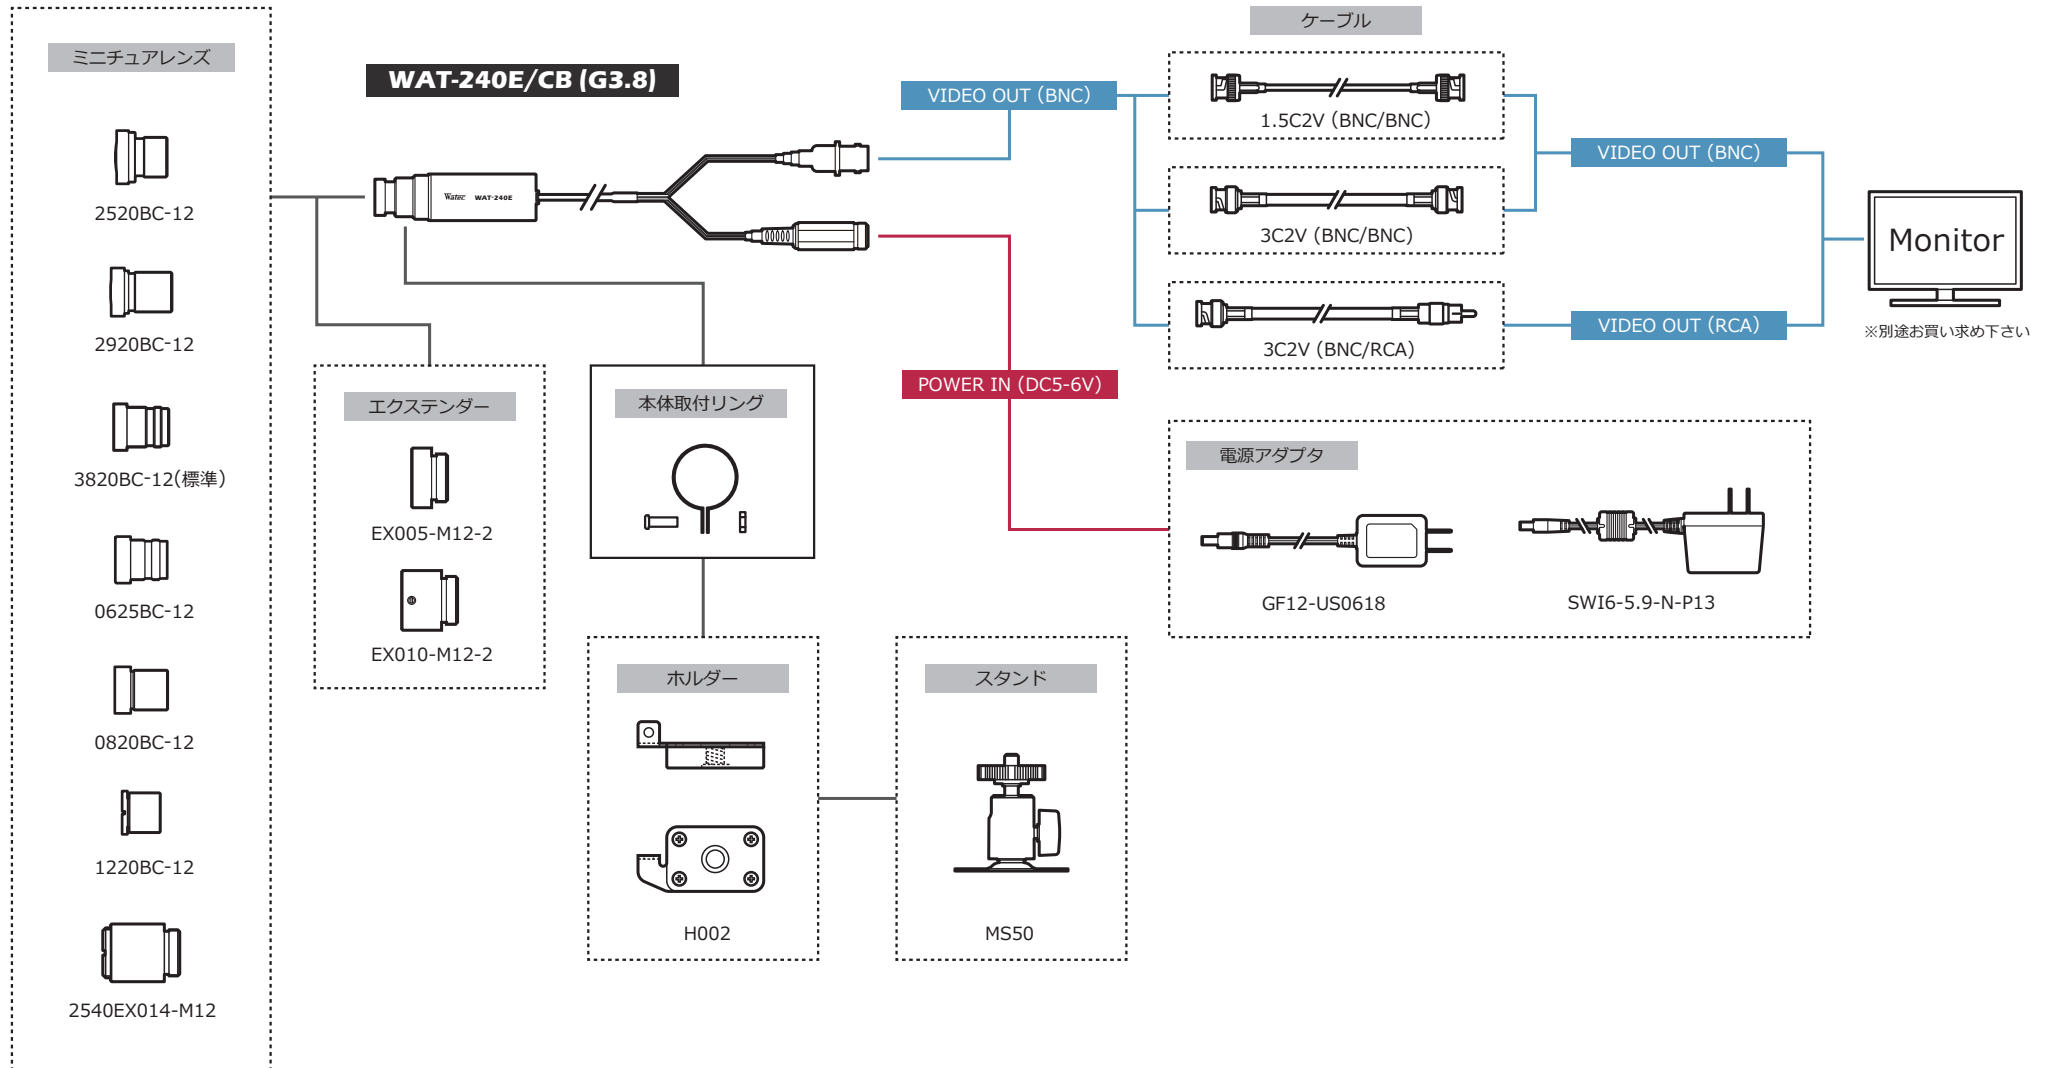 ミニチュアレンズ
2520BC-12
2920BC-12
3820BC-12(標準)
0625BC-12
0820BC-12
1220BC-12
2540EX014-M12
WAT-240E/CB (G3.8)
Watec WAT-240E
エクステンダー
EX005-M12-2
EX010-M12-2
本体取付リング
ホルダー
H002
スタンド
MS50
VIDEO OUT (BNC)
POWER IN (DC5-6V)
ケーブル
1.5C2V (BNC/BNC)
3C2V (BNC/BNC)
3C2V (BNC/RCA)
VIDEO OUT (BNC)
VIDEO OUT (RCA)
Monitor
※別途お買い求め下さい
電源アダプタ
GF12-US0618
SWI6-5.9-N-P13